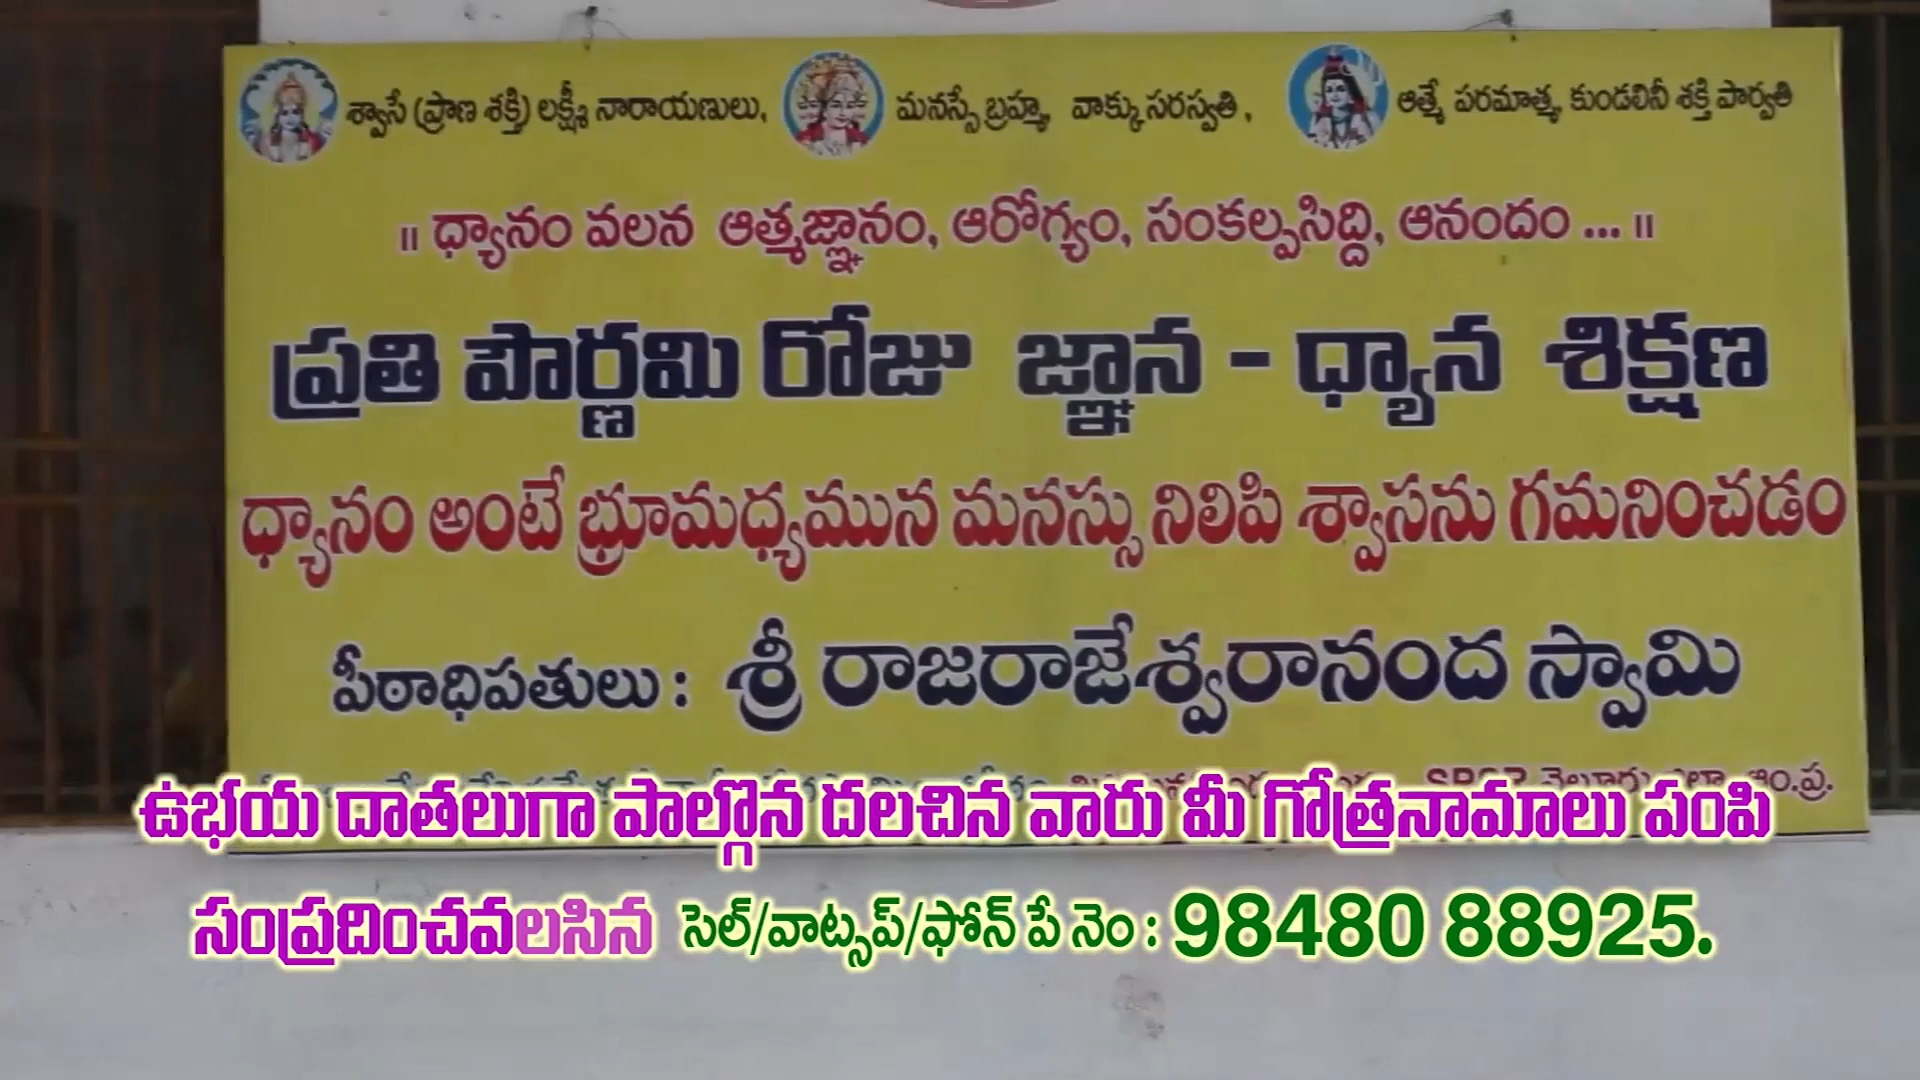 శ్వాసే (ప్రాణ శక్తి) లక్ష్మీ నారాయణులు, మనస్సే బ్రహ్మ, వాక్కు సరస్వతి, ఆత్మే పరమాత్మ, కుండలినీ శక్తి పార్వతి
॥ ధ్యానం వలన ఆత్మజ్ఞానం, ఆరోగ్యం, సంకల్పసిద్ది, ఆనందం ... ॥
ప్రతి పౌర్ణమి రోజు జ్ఞాన - ధ్యాన శిక్షణ
ధ్యానం అంటే భ్రూమధ్యమున మనస్సు నిలిపి శ్వాసను గమనించడం
పీఠాధిపతులు : శ్రీ రాజరాజేశ్వరానంద స్వామి
ఉభయ దాతలుగా పాల్గొన దలచిన వారు మీ గోత్రనామాలు పంపి
సంప్రదించవలసిన సెల్/వాట్సప్/ఫోన్ పే నెం : 98480 88925.